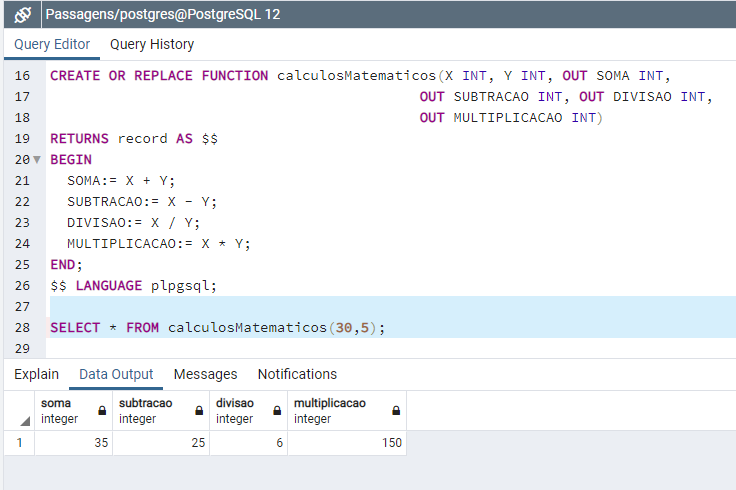 Passagens/postgres@PostgreSQL 12
Query Editor Query History
16 CREATE OR REPLACE FUNCTION calculosMatematicos(X INT, Y INT, OUT SOMA INT,
17 OUT SUBTRACAO INT, OUT DIVISAO INT,
18 OUT MULTIPLICACAO INT)
19 RETURNS record AS $$
20 BEGIN
21 SOMA:= X + Y;
22 SUBTRACAO:= X - Y;
23 DIVISAO:= X / Y;
24 MULTIPLICACAO:= X * Y;
25 END;
26 $$ LANGUAGE plpgsql;
27
28 SELECT * FROM calculosMatematicos(30,5);
29
Explain Data Output Messages Notifications
soma subtracao divisao multiplicacao
integer integer integer integer
1 35 25 6 150